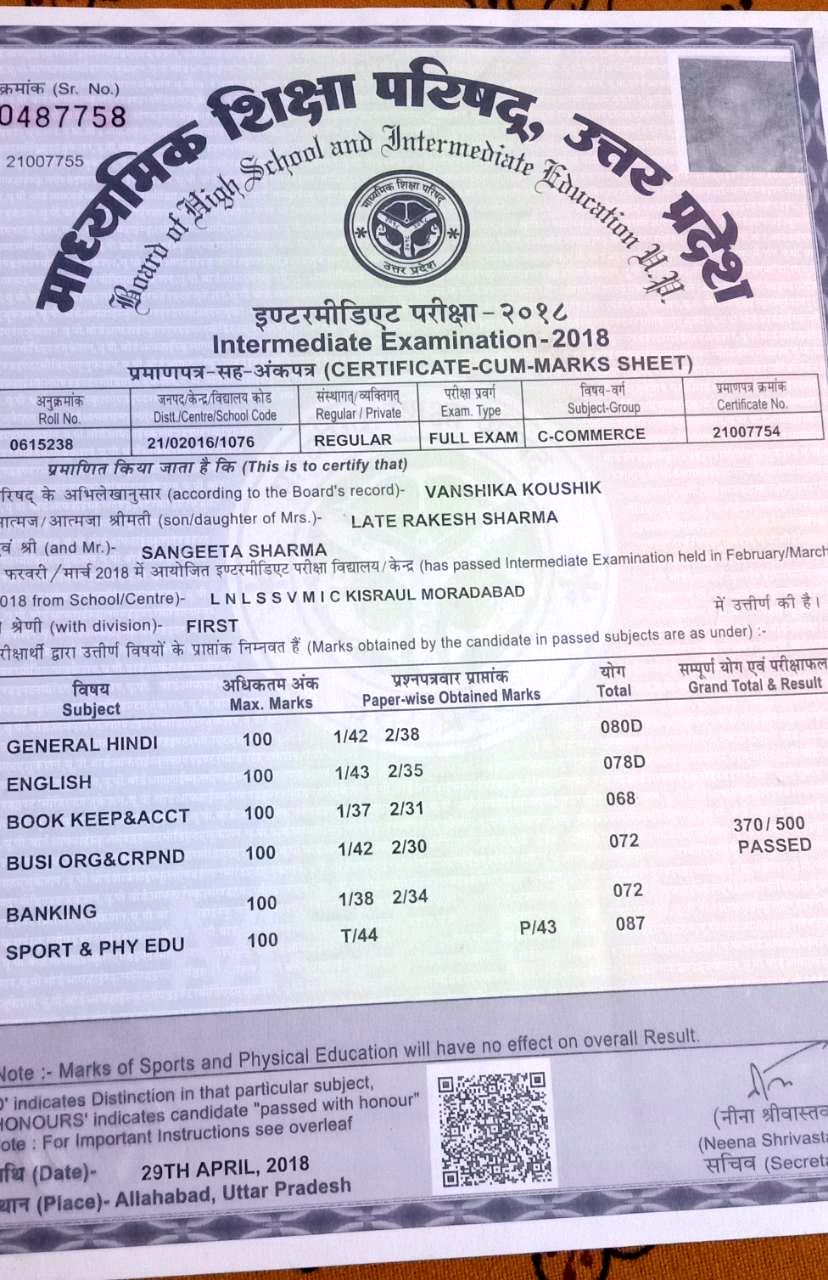 क्रमांक (Sr. No.)
0487758
21007755
माध्यमिक शिक्षा परिषद्, उत्तर प्रदेश
Board of High School and Intermediate Education U.P.
माध्यमिक शिक्षा परिषद
उत्तर प्रदेश
इण्टरमीडिएट परीक्षा - २०१८
Intermediate Examination-2018
प्रमाणपत्र-सह-अंकपत्र (CERTIFICATE-CUM-MARKS SHEET)
अनुक्रमांक जनपद/केन्द्र/विद्यालय कोड संस्थागत/व्यक्तिगत् परीक्षा प्रवर्ग विषय-वर्ग प्रमाणपत्र क्रमांक
Roll No. Distt./Centre/School Code Regular / Private Exam. Type Subject-Group Certificate No.
0615238 21/02016/1076 REGULAR FULL EXAM C-COMMERCE 21007754
प्रमाणित किया जाता है कि (This is to certify that)
रिषद् के अभिलेखानुसार (according to the Board's record)- VANSHIKA KOUSHIK
ात्मज/आत्मजा श्रीमती (son/daughter of Mrs.)- LATE RAKESH SHARMA
वं श्री (and Mr.)- SANGEETA SHARMA
फरवरी/मार्च 2018 में आयोजित इण्टरमीडिएट परीक्षा विद्यालय/केन्द्र (has passed Intermediate Examination held in February/March
018 from School/Centre)- L N L S S V M I C KISRAUL MORADABAD में उत्तीर्ण की है।
श्रेणी (with division)- FIRST
रीक्षार्थी द्वारा उत्तीर्ण विषयों के प्राप्तांक निम्नवत हैं (Marks obtained by the candidate in passed subjects are as under) :-
विषय अधिकतम अंक प्रश्नपत्रवार प्राप्तांक योग सम्पूर्ण योग एवं परीक्षाफल
Subject Max. Marks Paper-wise Obtained Marks Total Grand Total & Result
GENERAL HINDI 100 1/42 2/38 080D
ENGLISH 100 1/43 2/35 078D
BOOK KEEP&ACCT 100 1/37 2/31 068
370/ 500
BUSI ORG&CRPND 100 1/42 2/30 072 PASSED
BANKING 100 1/38 2/34 072
SPORT & PHY EDU 100 T/44 P/43 087
Note :- Marks of Sports and Physical Education will have no effect on overall Result.
D' indicates Distinction in that particular subject,
HONOURS' indicates candidate "passed with honour"
ote : For Important Instructions see overleaf
(नीना श्रीवास्तव
(Neena Shrivasta
सचिव (Secreta
थि (Date)- 29TH APRIL, 2018
थान (Place)- Allahabad, Uttar Pradesh